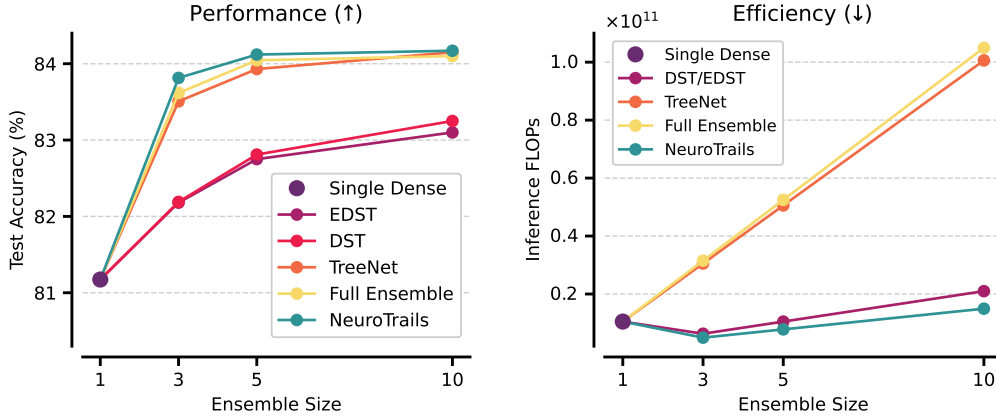 Performance (↑)
Test Accuracy (%)
84
83
82
81
Single Dense
EDST
DST
TreeNet
Full Ensemble
NeuroTrails
1 3 5 10
Ensemble Size
Efficiency (↓)
×10¹¹
Inference FLOPs
1.0
0.8
0.6
0.4
0.2
Single Dense
DST/EDST
TreeNet
Full Ensemble
NeuroTrails
1 3 5 10
Ensemble Size